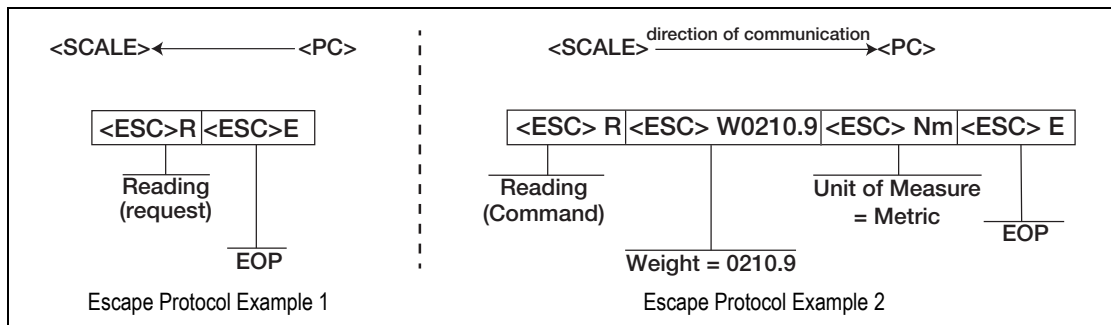 <SCALE> <PC>
<ESC>R <ESC>E
Reading
(request)
EOP
Escape Protocol Example 1
<SCALE> direction of communication <PC>
<ESC> R <ESC> W0210.9 <ESC> Nm <ESC> E
Reading
(Command)
Weight = 0210.9
Unit of Measure
= Metric
EOP
Escape Protocol Example 2